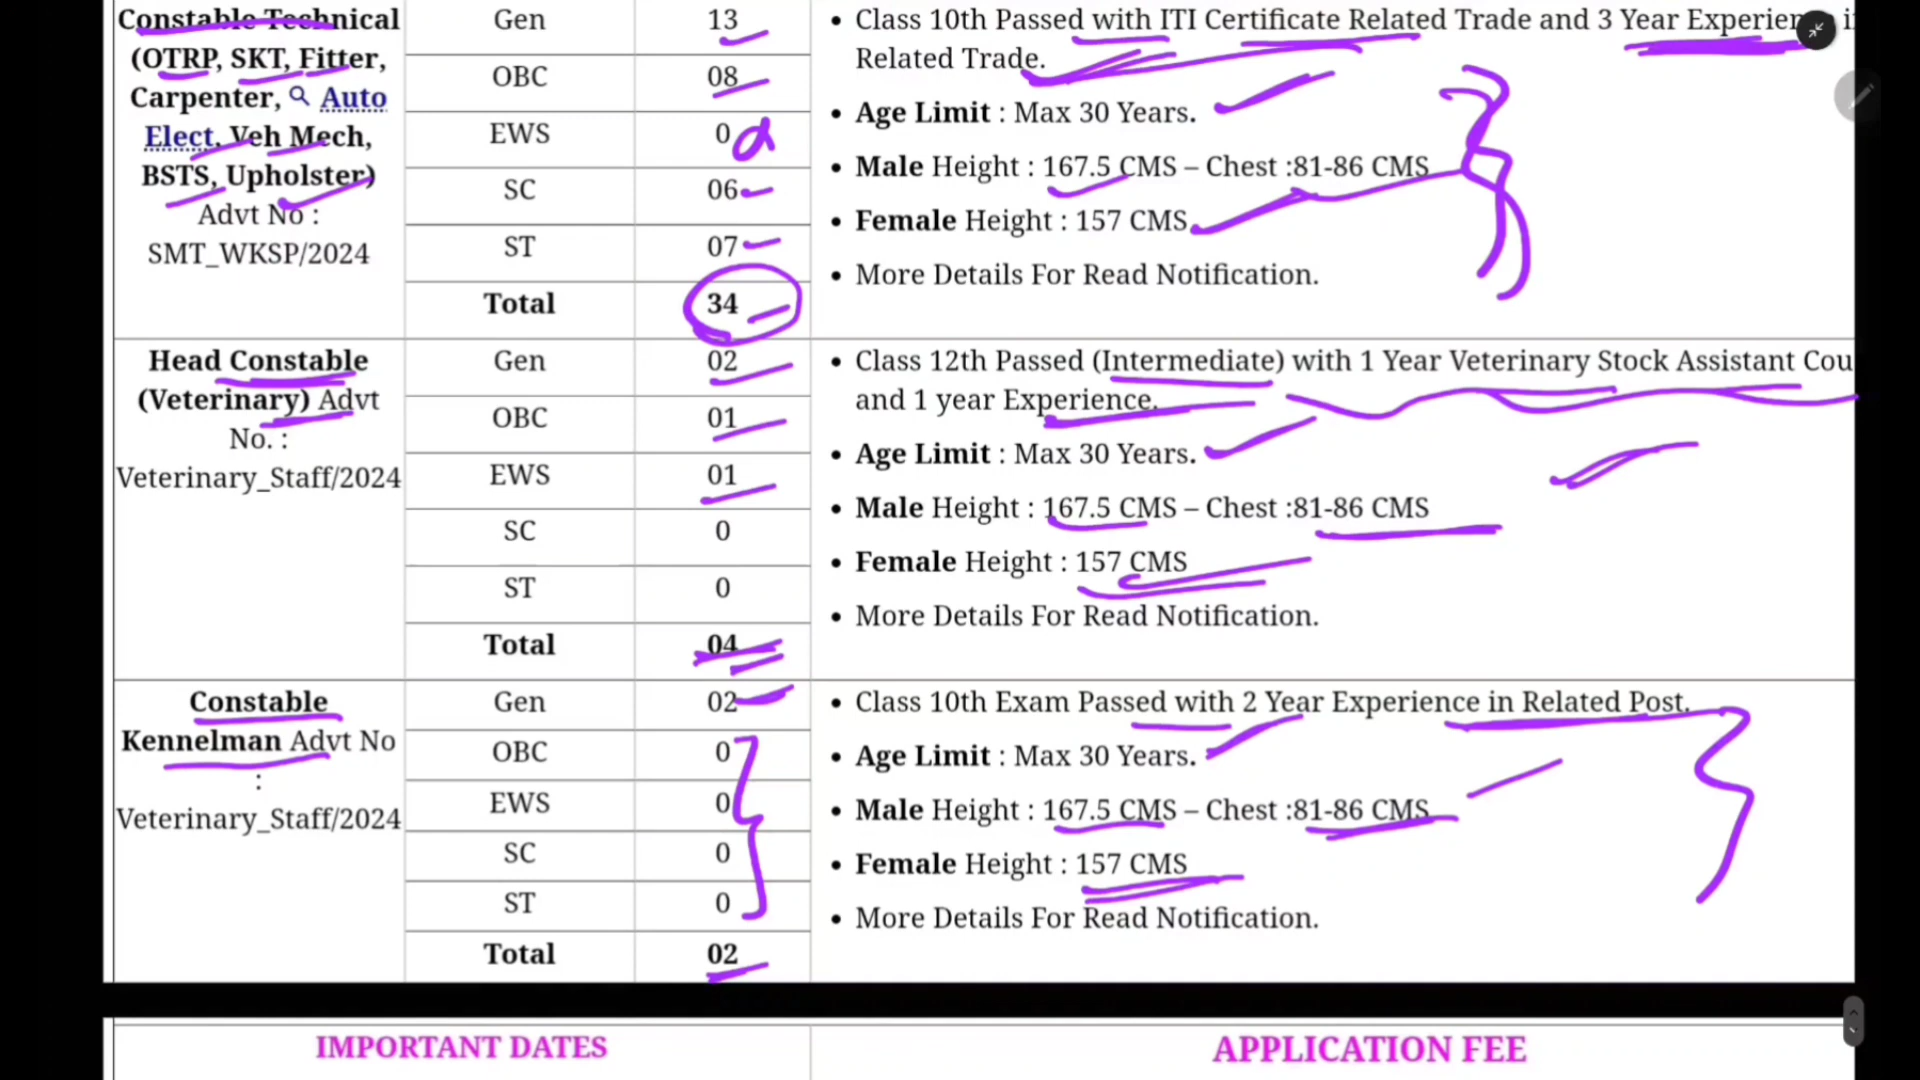 Constable Technical
(OTRP, SKT, Fitter,
Carpenter, Auto
Elect, Veh Mech,
BSTS, Upholster)
Advt No :
SMT_WKSP/2024
Gen 13
OBC 08
EWS 0
SC 06
ST 07
Total 34
• Class 10th Passed with ITI Certificate Related Trade and 3 Year
Related Trade.
• Age Limit : Max 30 Years.
• Male Height : 167.5 CMS – Chest :81-86 CMS
• Female Height : 157 CMS
• More Details For Read Notification.
Head Constable
(Veterinary) Advt
No. :
Veterinary_Staff/2024
Gen 02
OBC 01
EWS 01
SC 0
ST 0
Total 04
• Class 12th Passed (Intermediate) with 1 Year Veterinary Stock Assistant Cou
and 1 year Experience.
• Age Limit : Max 30 Years.
• Male Height : 167.5 CMS – Chest :81-86 CMS
• Female Height : 157 CMS
• More Details For Read Notification.
Constable
Kennelman Advt No
:
Veterinary_Staff/2024
Gen 02
OBC 0
EWS 0
SC 0
ST 0
Total 02
• Class 10th Exam Passed with 2 Year Experience in Related Post.
• Age Limit : Max 30 Years.
• Male Height : 167.5 CMS – Chest :81-86 CMS
• Female Height : 157 CMS
• More Details For Read Notification.
IMPORTANT DATES
APPLICATION FEE